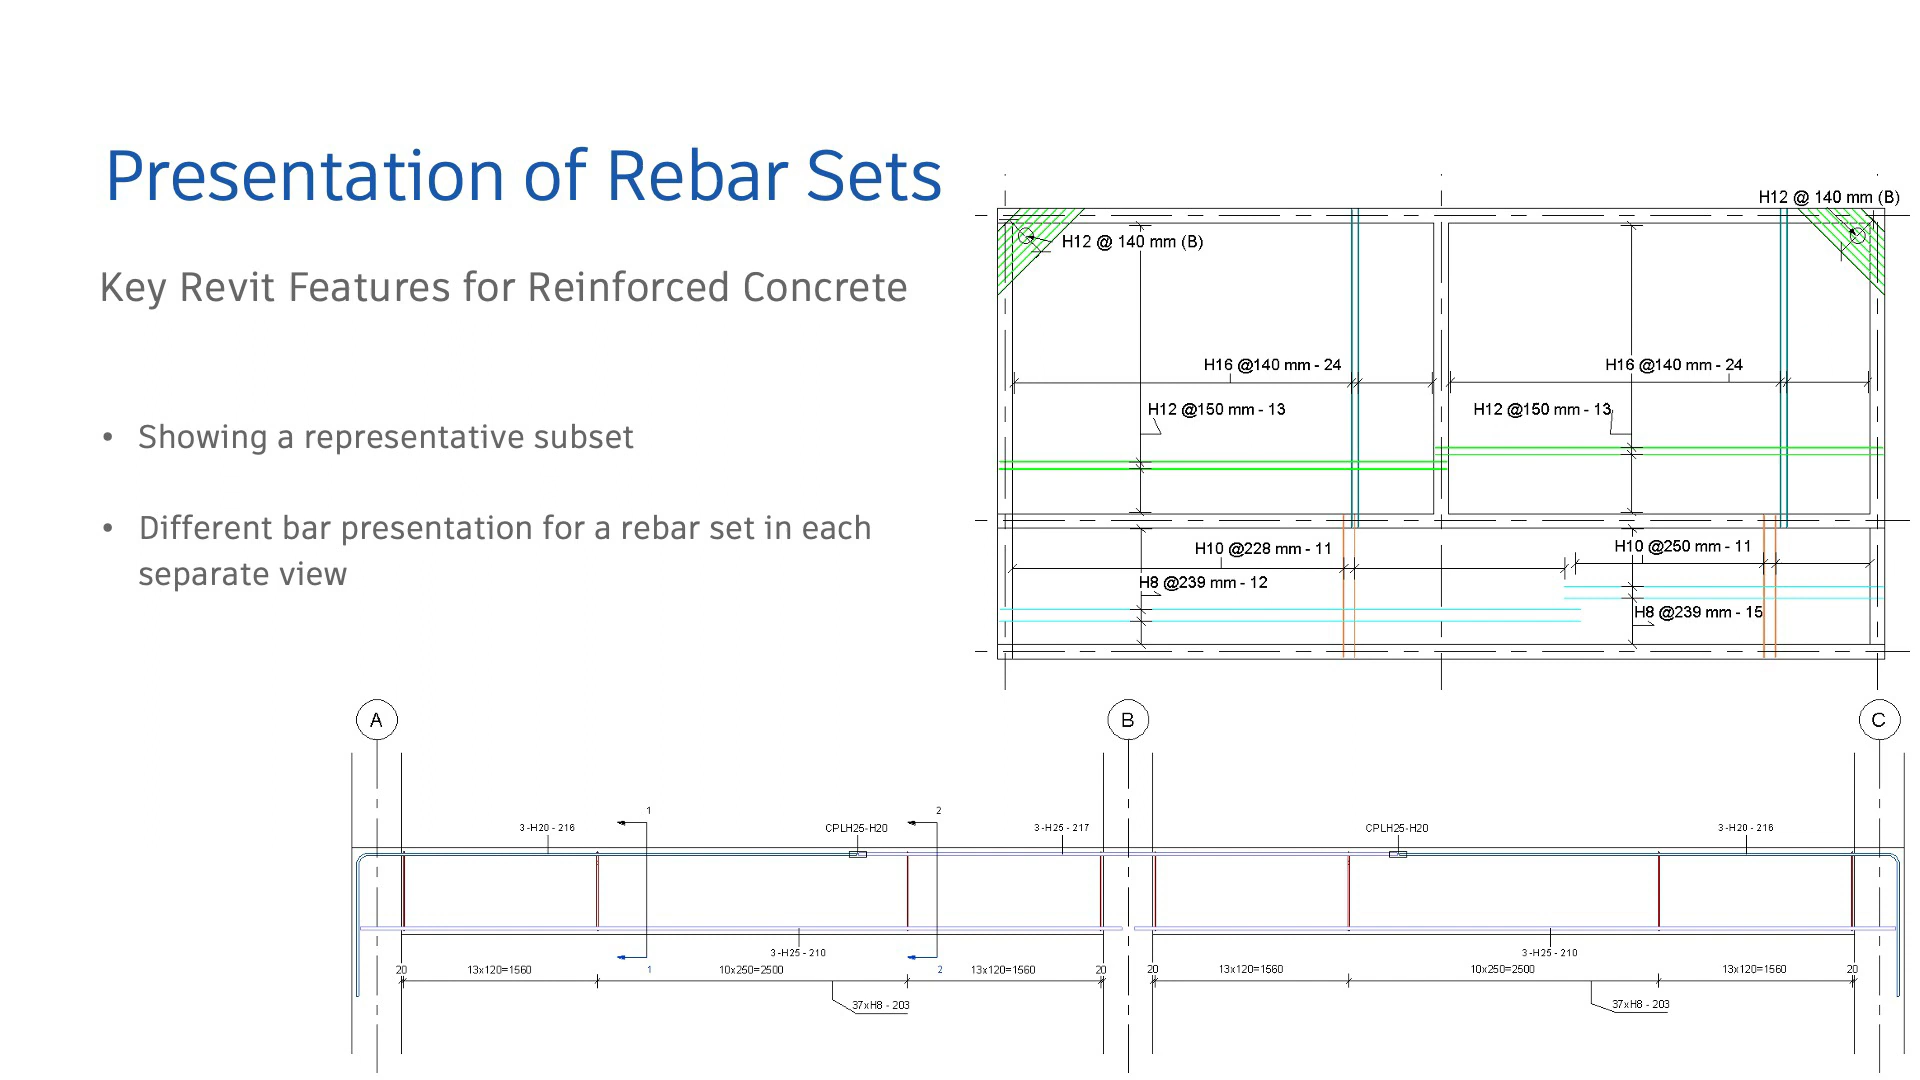 Presentation of Rebar Sets
Key Revit Features for Reinforced Concrete
• Showing a representative subset
• Different bar presentation for a rebar set in each
separate view
H12 @ 140 mm (B)
H12 @ 140 mm (B)
H16 @140 mm - 24
H16 @140 mm - 24
H12 @150 mm - 13
H12 @150 mm - 13
H10 @228 mm - 11
H10 @250 mm - 11
H8 @239 mm - 12
H8 @239 mm - 15
A
B
C
1
2
3-H20 - 216
CPLH25-H20
3-H25 - 217
CPLH25-H20
3-H20 - 216
3-H25 - 210
3-H25 - 210
1
2
20
13x120=1560
10x250=2500
13x120=1560
20
20
13x120=1560
10x250=2500
13x120=1560
20
37xH8 - 203
37xH8 - 203